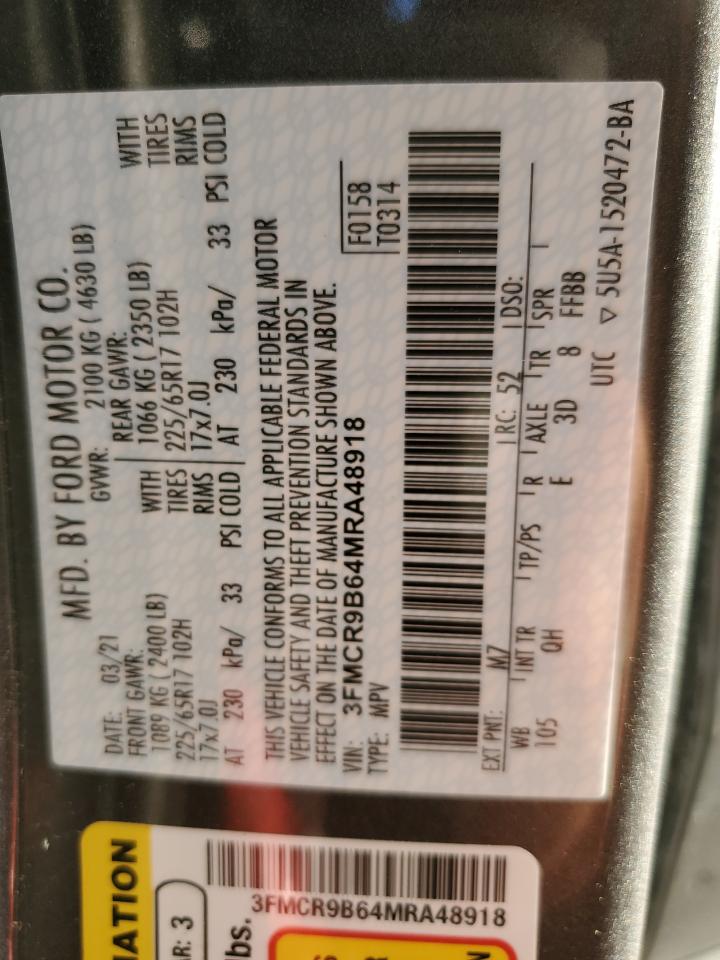 MFD. BY FORD MOTOR CO.
DATE: 03/21 GVWR: 2100 KG ( 4630 LB)
FRONT GAWR: REAR GAWR:
1089 KG ( 2400 LB) WITH 1066 KG ( 2350 LB) WITH
225/65R17 102H TIRES 225/65R17 102H TIRES
17x7.0J RIMS 17x7.0J RIMS
AT 230 kPa/ 33 PSI COLD AT 230 kPa/ 33 PSI COLD
THIS VEHICLE CONFORMS TO ALL APPLICABLE FEDERAL MOTOR
VEHICLE SAFETY AND THEFT PREVENTION STANDARDS IN
EFFECT ON THE DATE OF MANUFACTURE SHOWN ABOVE.
VIN: 3FMCR9B64MRA48918 F0158
TYPE: MPV T0314
EXT PNT: M7 RC: 52 DSO:
WB INT TR TP/PS R AXLE TR SPR
105 QH E 3D 8 FFBB
UTC ▽ 5U5A-1520472-BA
MATION
AR: 3
lbs.
3FMCR9B64MRA48918